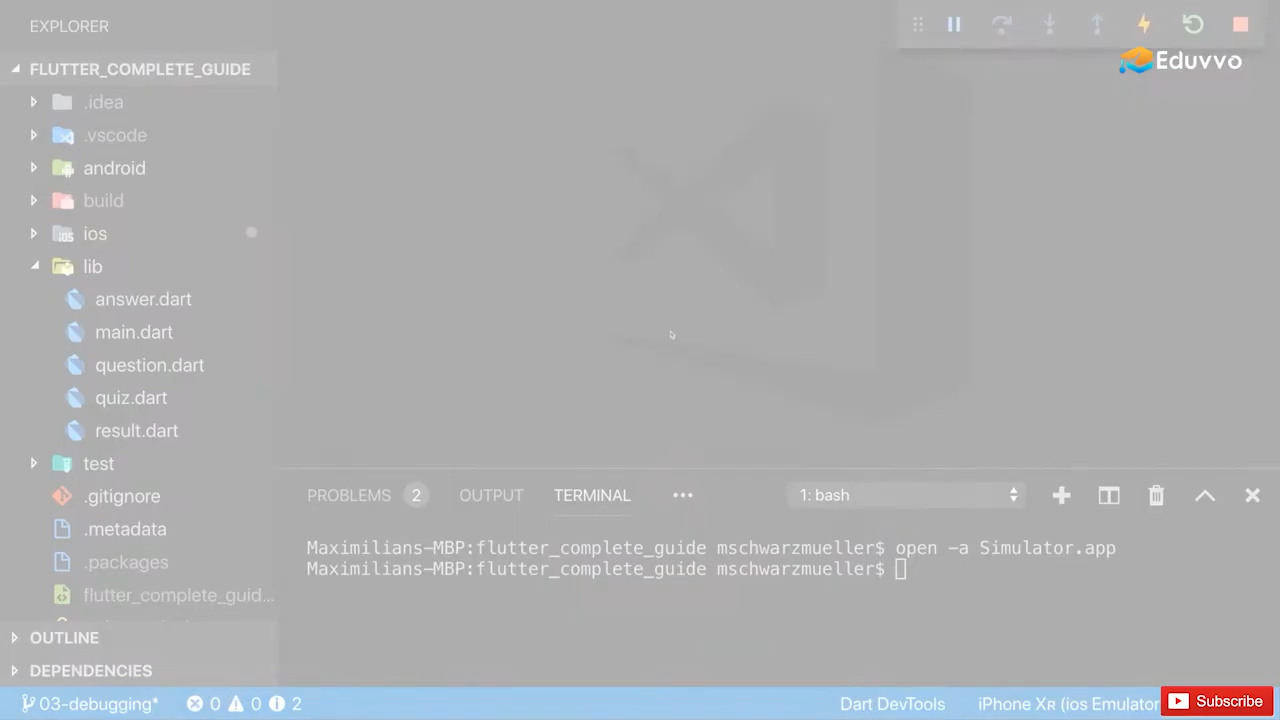 EXPLORER
Eduvvo
FLUTTER_COMPLETE_GUIDE
.idea
.vscode
android
build
ios
lib
answer.dart
main.dart
question.dart
quiz.dart
result.dart
test
.gitignore
.metadata
.packages
flutter_complete_guid...
PROBLEMS 2 OUTPUT TERMINAL ••• 1: bash
Maximilians-MBP:flutter_complete_guide mschwarzmueller$ open -a Simulator.app
Maximilians-MBP:flutter_complete_guide mschwarzmueller$
OUTLINE
DEPENDENCIES
03-debugging* 0 0 2 Dart DevTools iPhone Xʀ (ios Emulator
Subscribe